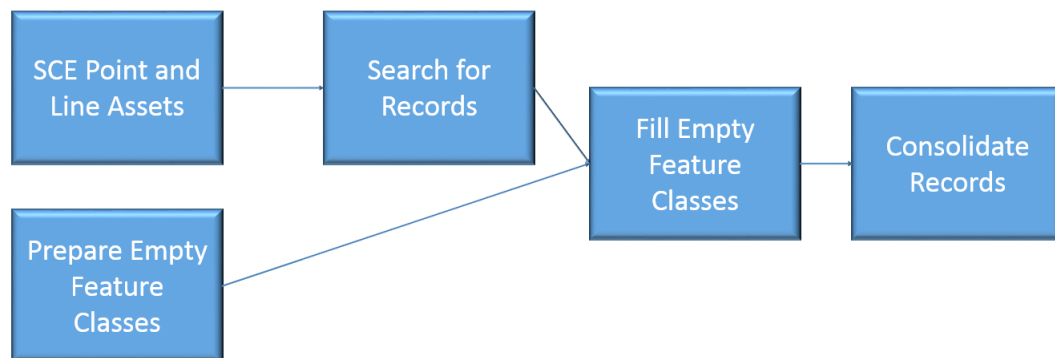 SCE Point and
Line Assets
Search for
Records
Fill Empty
Feature
Classes
Consolidate
Records
Prepare Empty
Feature
Classes